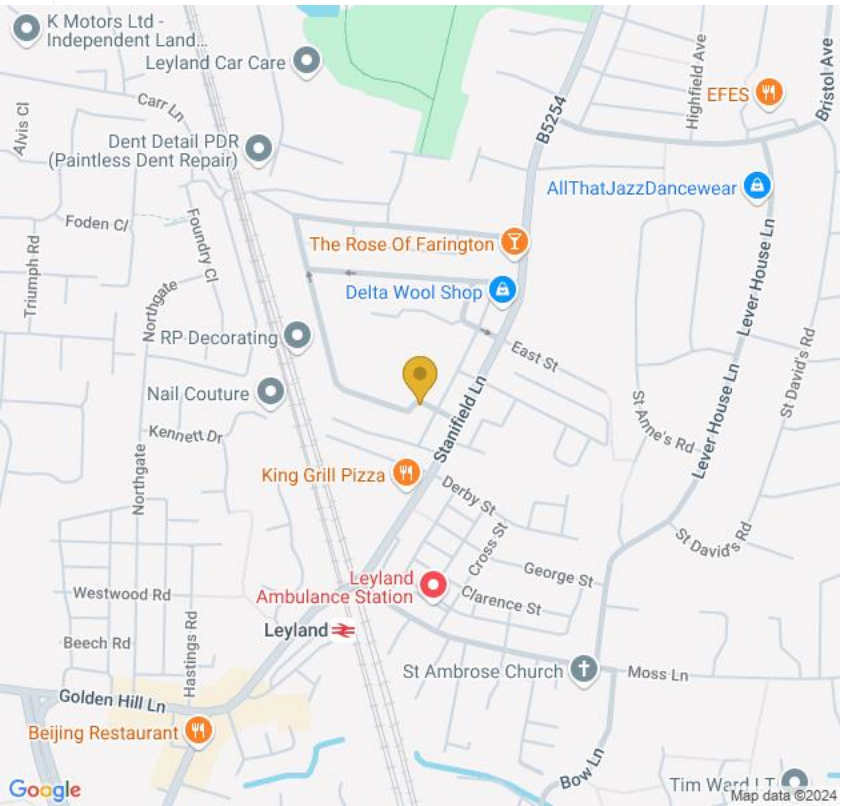 K Motors Ltd -
Independent Land...
Leyland Car Care
Carr Ln
Alvis Cl
Dent Detail PDR
(Paintless Dent Repair)
B5254
Highfield Ave
EFES
Bristol Ave
AllThatJazzDancewear
Foden Cl
Foundry Cl
Triumph Rd
Northgate
The Rose Of Farington
Delta Wool Shop
Lever House Ln
RP Decorating
East St
St David's Rd
Nail Couture
Stanifield Ln
St Anne's Rd
Lever House Ln
Kennett Dr
Northgate
King Grill Pizza
Derby St
Cross St
St David's Rd
George St
Leyland
Ambulance Station
Clarence St
Westwood Rd
Hastings Rd
Beech Rd
Leyland
St Ambrose Church
Moss Ln
Golden Hill Ln
Beijing Restaurant
Bow Ln
Tim Ward LT
Google
Map data ©2024